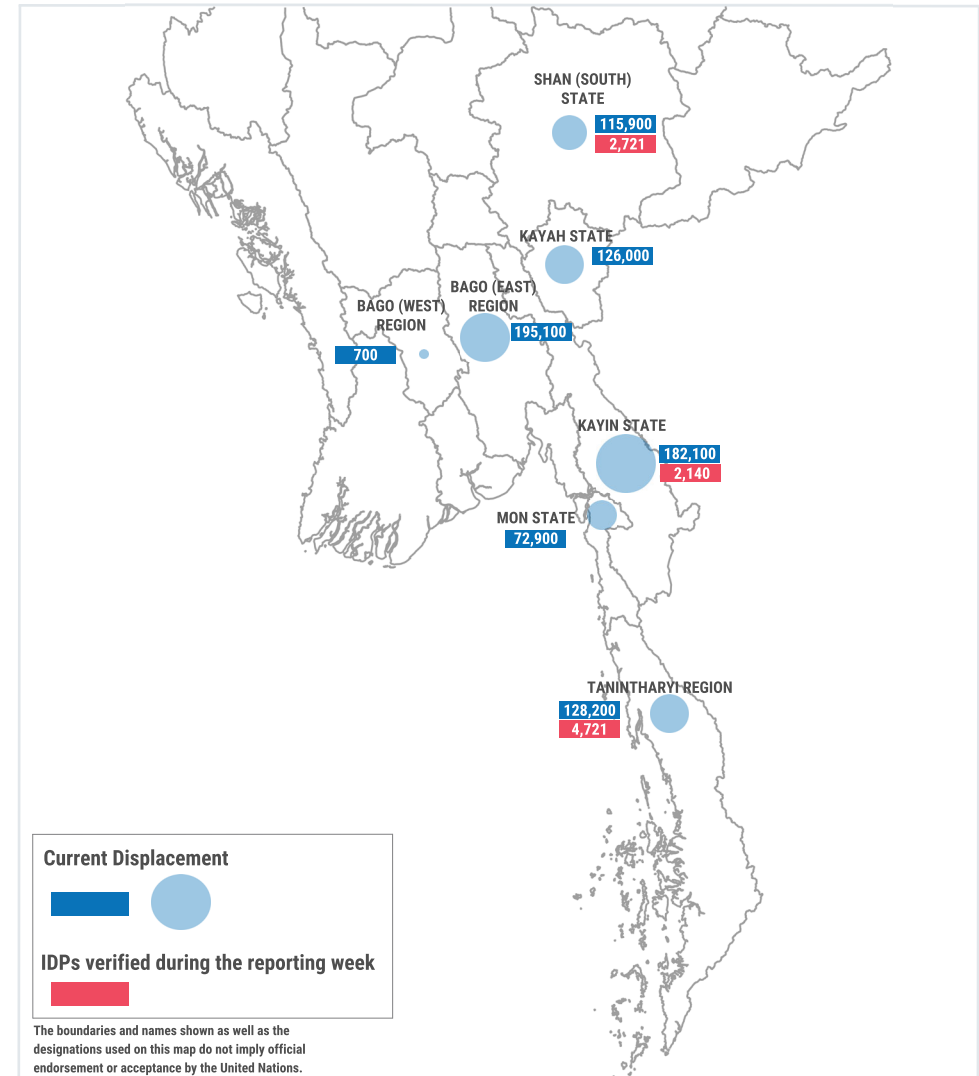 SHAN (SOUTH)
STATE
115,900
2,721
KAYAH STATE
126,000
BAGO (EAST)
REGION
195,100
BAGO (WEST)
REGION
700
KAYIN STATE
182,100
2,140
MON STATE
72,900
TANINTHARYI REGION
128,200
4,721
Current Displacement
IDPs verified during the reporting week
The boundaries and names shown as well as the
designations used on this map do not imply official
endorsement or acceptance by the United Nations.